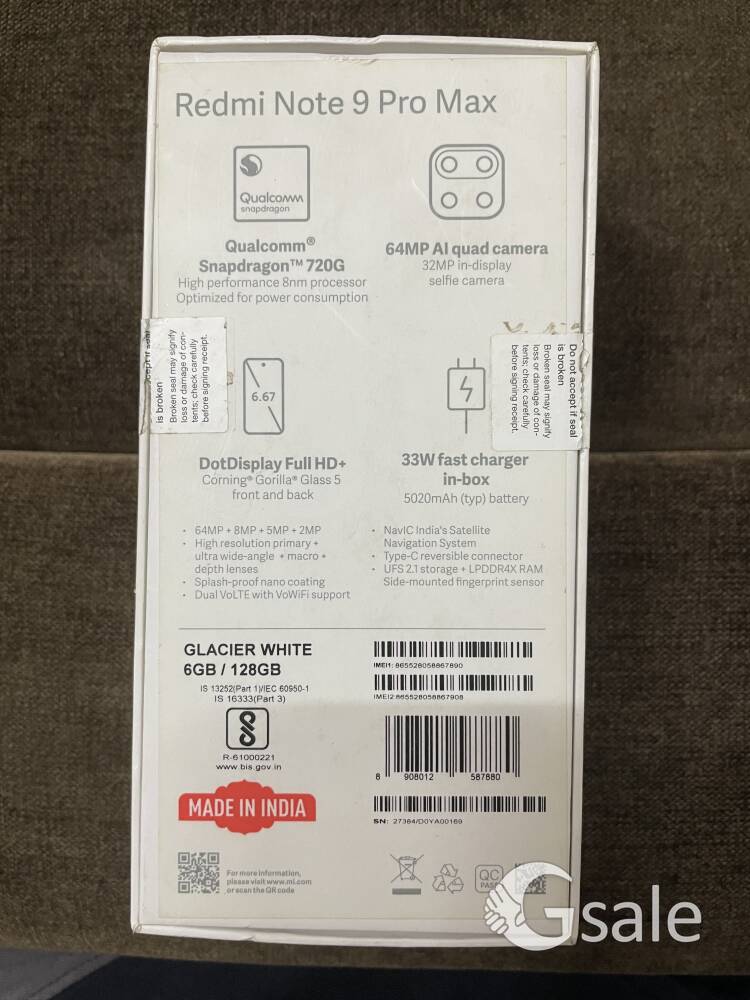 Redmi Note 9 Pro Max
Qualcomm
snapdragon
Qualcomm®
Snapdragon™ 720G
High performance 8nm processor
Optimized for power consumption
64MP AI quad camera
32MP in-display
selfie camera
is broken
Broken seal may signify
loss or damage of con-
tents; check carefully
before signing receipt.
6.67
Do not accept if seal
is broken
Broken seal may signify
loss or damage of con-
tents; check carefully
before signing receipt.
DotDisplay Full HD+
Corning® Gorilla® Glass 5
front and back
33W fast charger
in-box
5020mAh (typ) battery
• 64MP + 8MP + 5MP + 2MP
• High resolution primary +
ultra wide-angle + macro +
depth lenses
• Splash-proof nano coating
• Dual VoLTE with VoWiFi support
• NavIC India's Satellite
Navigation System
• Type-C reversible connector
• UFS 2.1 storage + LPDDR4X RAM
Side-mounted fingerprint sensor
GLACIER WHITE
6GB / 128GB
IS 13252(Part 1)/IEC 60950-1
IS 16333(Part 3)
R-61000221
www.bis.gov.in
MADE IN INDIA
IMEI1: 865528058867890
IMEI2:865528058867908
8 908012 587880
SN: 27364/D0YA00169
For more information,
please visit www.mi.com
or scan the QR code
QC
PASS
Gsale